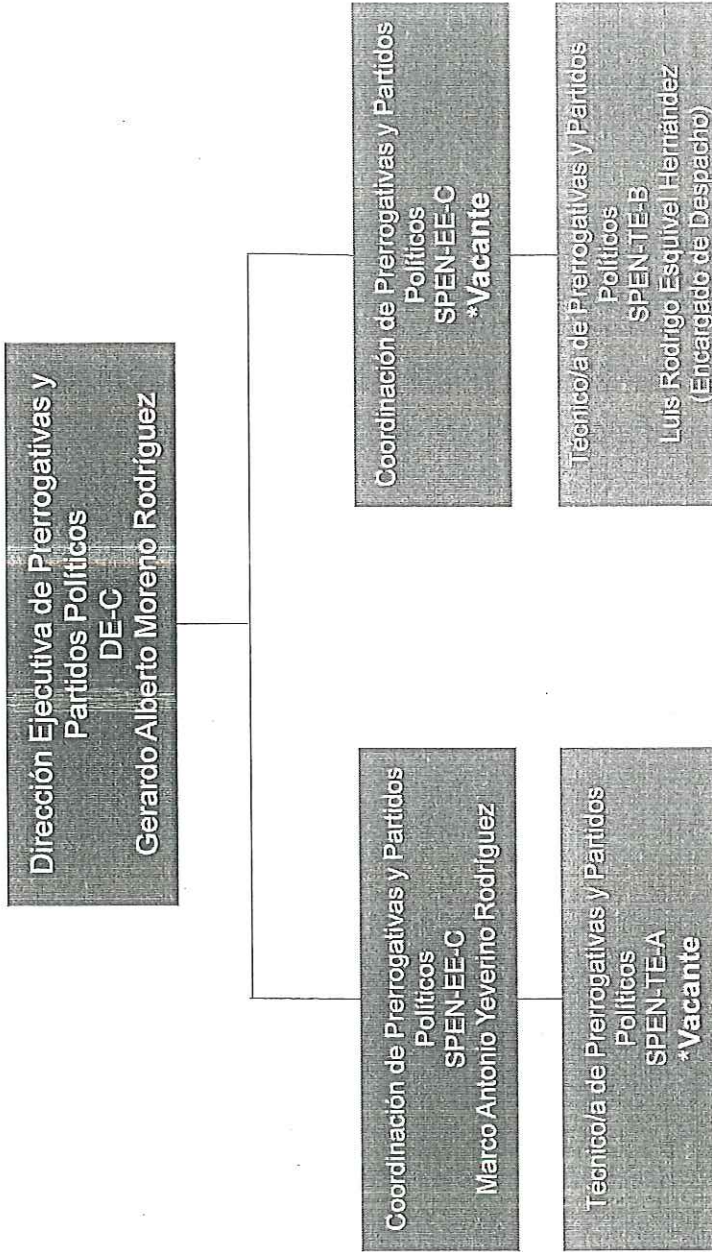 Dirección Ejecutiva de Prerrogativas y
Partidos Políticos
DE-C
Gerardo Alberto Moreno Rodríguez
Coordinación de Prerrogativas y Partidos
Políticos
SPEN-EE-C
Marco Antonio Yeverino Rodríguez
Técnico/a de Prerrogativas y Partidos
Políticos
SPEN-TE-A
*Vacante
Coordinación de Prerrogativas y Partidos
Políticos
SPEN-EE-C
*Vacante
Técnico/a de Prerrogativas y Partidos
Políticos
SPEN-TE-B
Luis Rodrigo Esquivel Hernández
(Encargado de Despacho)